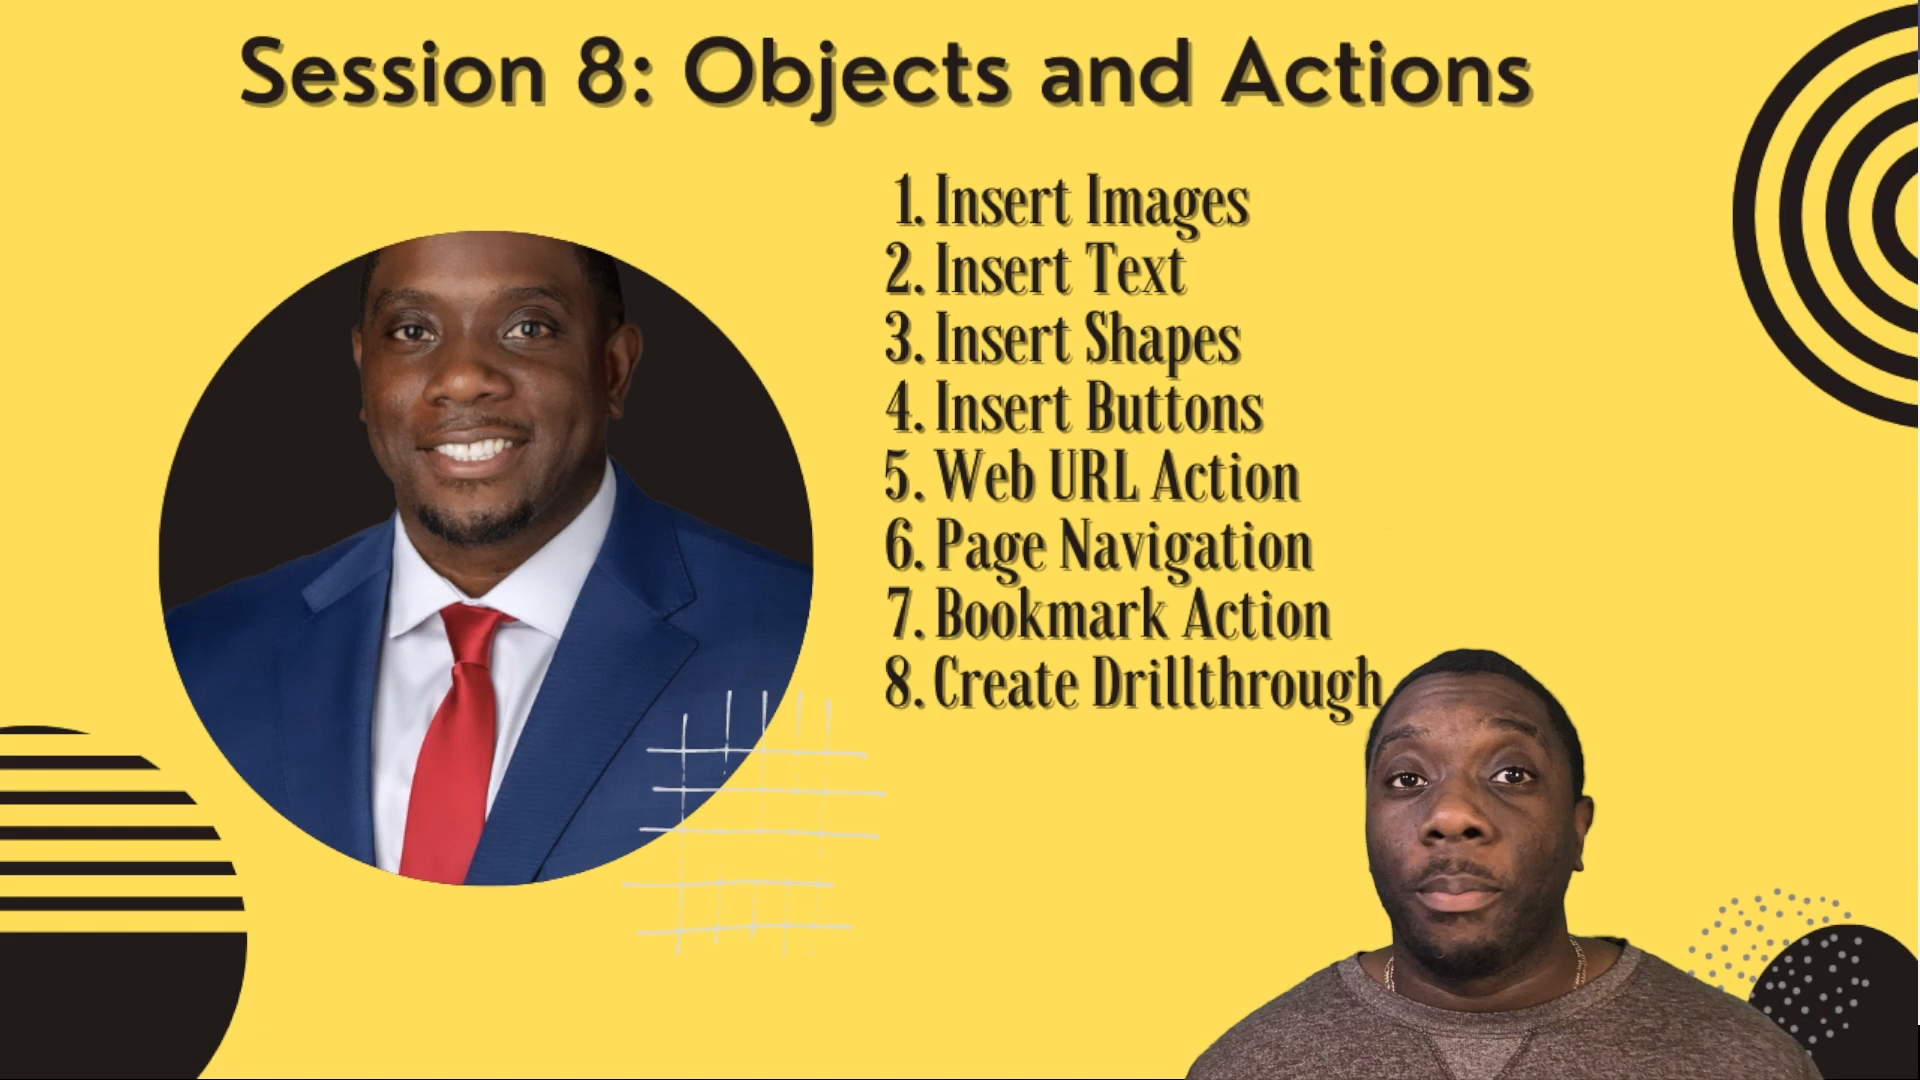 Session 8: Objects and Actions
1. Insert Images
2. Insert Text
3. Insert Shapes
4. Insert Buttons
5. Web URL Action
6. Page Navigation
7. Bookmark Action
8. Create Drillthrough